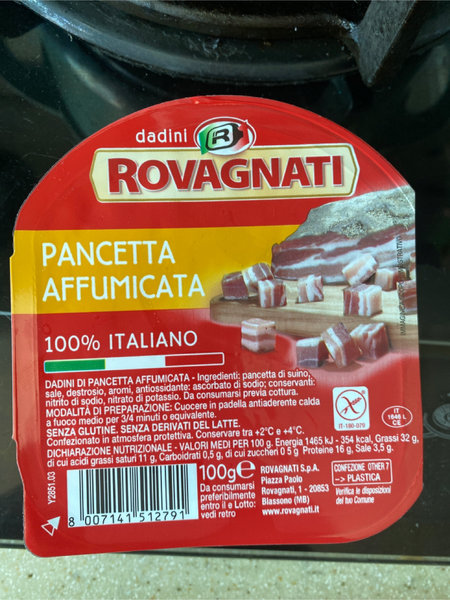 dadini
R
ROVAGNATI
PANCETTA
AFFUMICATA
100% ITALIANO
DADINI DI PANCETTA AFFUMICATA - Ingredienti: pancetta di suino,
sale, destrosio, aromi, antiossidante: ascorbato di sodio; conservanti:
nitrito di sodio, nitrato di potassio. Da consumarsi previa cottura.
MODALITÀ DI PREPARAZIONE: Cuocere in padella antiaderente calda
a fuoco medio per 3/4 minuti o equivalente.
SENZA GLUTINE. SENZA DERIVATI DEL LATTE.
Confezionato in atmosfera protettiva. Conservare tra +2°C e +4°C.
DICHIARAZIONE NUTRIZIONALE - VALORI MEDI PER 100 g. Energia 1465 kJ - 354 kcal, Grassi 32 g,
di cui acidi grassi saturi 11 g, Carboidrati 0,5 g, di cui zuccheri 0,5 g Proteine 16 g, Sale 3,5 g.
IT-180-079
IT
1646 L
CE
Y2851.03
8 007141 512791
100g e
Da consumarsi
preferibilmente
entro il e Lotto:
vedi retro
ROVAGNATI S.p.A.
Piazza Paolo
Rovagnati, 1 - 20853
Biassono (MB)
rovagnati.it
CONFEZIONE OTHER 7
--> PLASTICA
Verifica le disposizioni
del tuo Comune